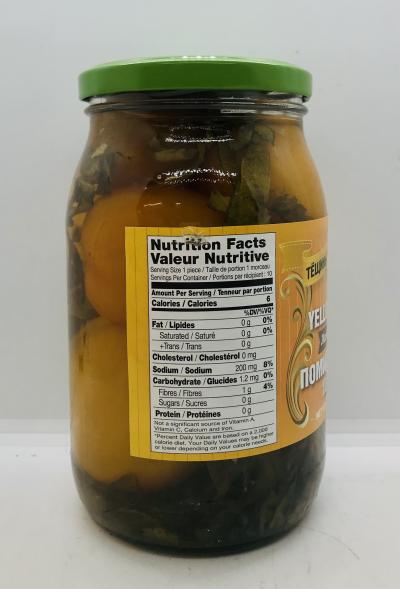 Nutrition Facts
Valeur Nutritive
Serving Size 1 piece / Taille de portion 1 morceau
Servings Per Container / Portions par récipient : 10
Amount Per Serving / Tenneur par portion
Calories / Calories 6
%DV/%VQ*
Fat / Lipides 0 g 0%
Saturated / Saturé 0 g 0%
+Trans / Trans 0 g
Cholesterol / Cholestérol 0 mg
Sodium / Sodium 200 mg 8%
Carbohydrate / Glucides 1.2 mg 0%
Fibres / Fibres 1 g 4%
Sugars / Sucres 0 g
Protein / Protéines 0 g
Not a significant source of Vitamin A,
Vitamin C, Calcium and Iron.
*Percent Daily Value are based on a 2,000
calorie diet. Your Daily Values may be higher
or lower depending on your calorie needs.